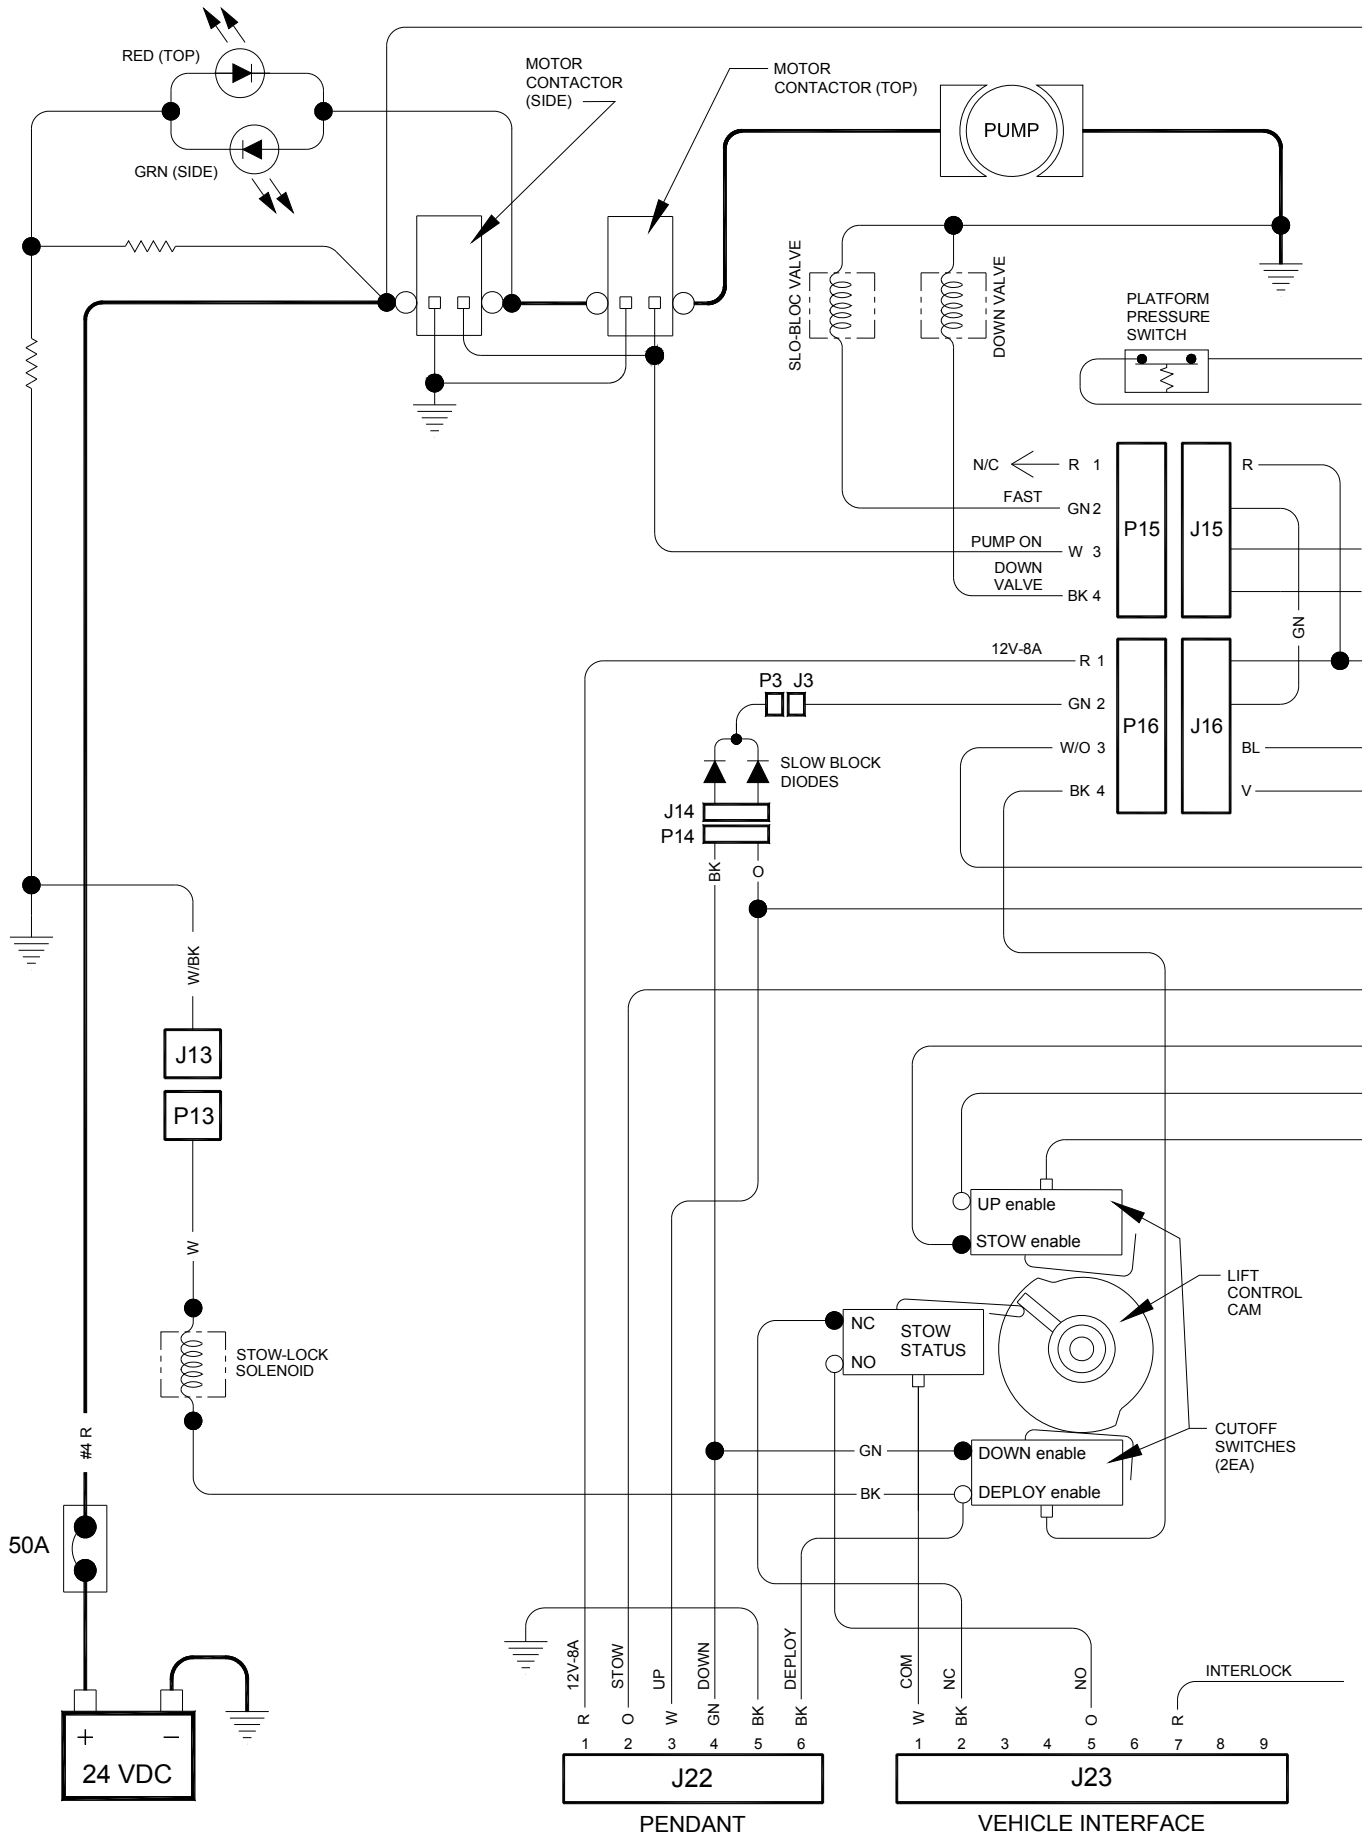 RED (TOP)
GRN (SIDE)
MOTOR
CONTACTOR
(SIDE)
MOTOR
CONTACTOR (TOP)
PUMP
SLO-BLOC VALVE
DOWN VALVE
PLATFORM
PRESSURE
SWITCH
N/C
R 1
FAST
GN 2
PUMP ON
W 3
DOWN
VALVE
BK 4
P15
J15
R
GN
12V-8A
R 1
GN 2
W/O 3
BK 4
P16
J16
BL
V
P3 J3
SLOW BLOCK
DIODES
J14
P14
BK
O
W/BK
J13
P13
W
STOW-LOCK
SOLENOID
#4 R
50A
+ −
24 VDC
UP enable
STOW enable
LIFT
CONTROL
CAM
NC
NO
STOW
STATUS
CUTOFF
SWITCHES
(2EA)
GN
DOWN enable
BK
DEPLOY enable
12V-8A
STOW
UP
DOWN
DEPLOY
COM
NC
NO
INTERLOCK
R
O
W
GN
BK
BK
W
BK
O
R
1 2 3 4 5 6
1 2 3 4 5 6 7 8 9
J22
J23
PENDANT
VEHICLE INTERFACE